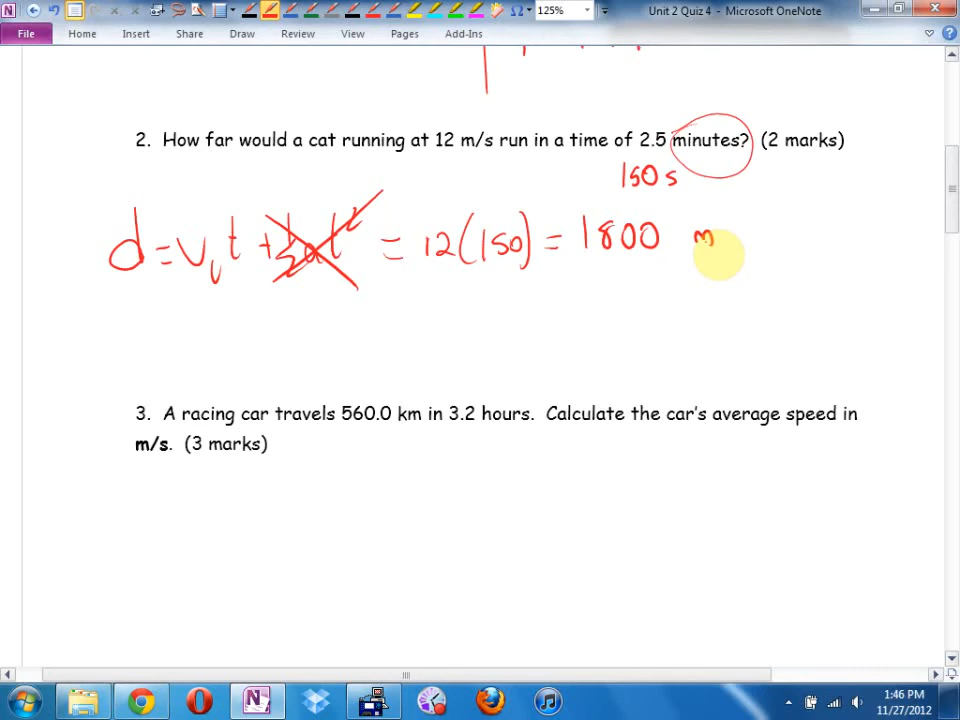 125%
Unit 2 Quiz 4 - Microsoft OneNote
File Home Insert Share Draw Review View Pages Add-Ins
2. How far would a cat running at 12 m/s run in a time of 2.5 minutes? (2 marks)
150 s
d = v₁t + ½at² = 12(150) = 1800 m
3. A racing car travels 560.0 km in 3.2 hours. Calculate the car's average speed in
m/s. (3 marks)
1:46 PM
11/27/2012